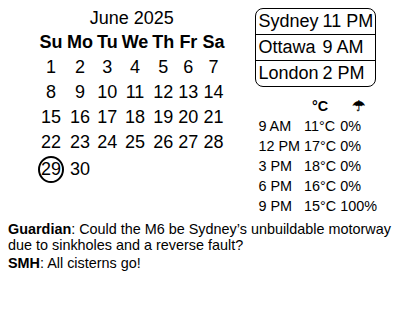 June 2025
Su Mo Tu We Th Fr Sa
1 2 3 4 5 6 7
8 9 10 11 12 13 14
15 16 17 18 19 20 21
22 23 24 25 26 27 28
29 30
Sydney 11 PM
Ottawa 9 AM
London 2 PM
°C ☂
9 AM 11°C 0%
12 PM 17°C 0%
3 PM 18°C 0%
6 PM 16°C 0%
9 PM 15°C 100%
Guardian: Could the M6 be Sydney’s unbuildable motorway
due to sinkholes and a reverse fault?
SMH: All cisterns go!